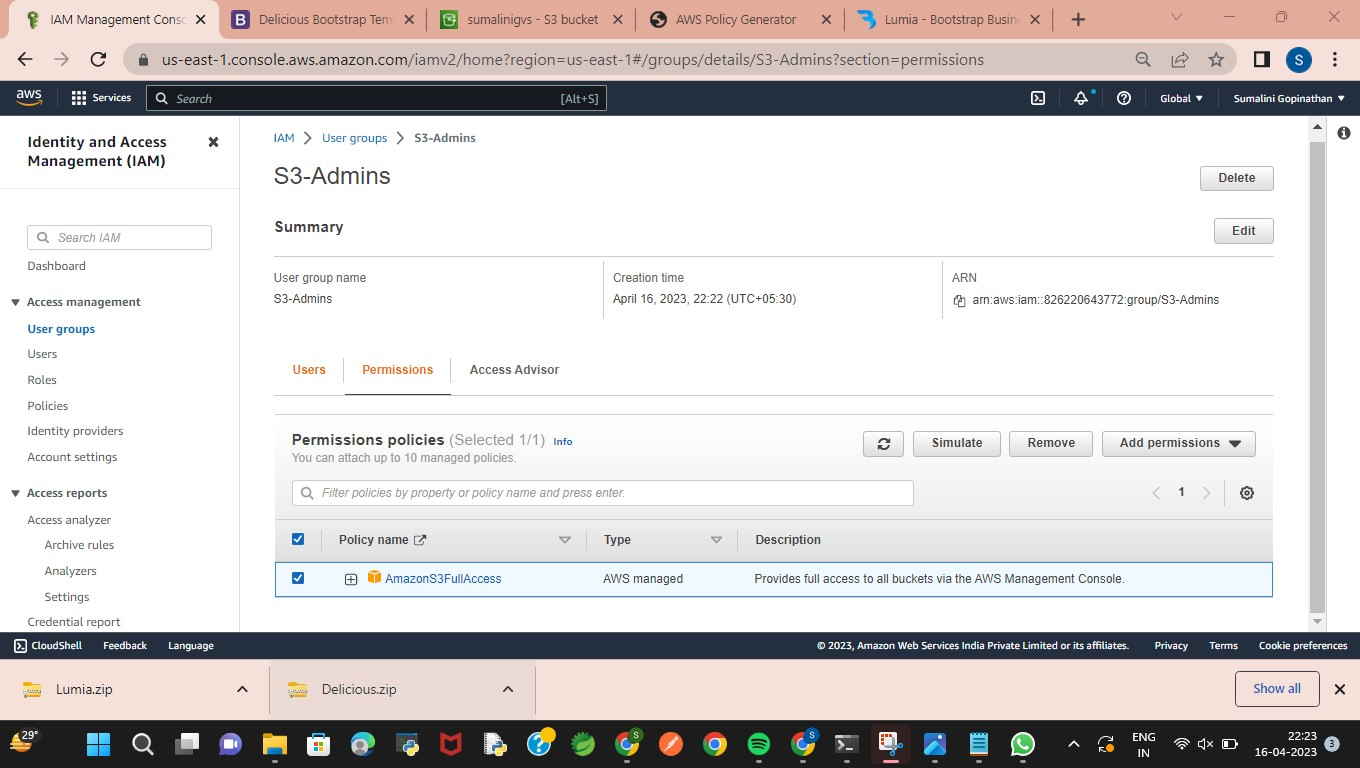 IAM Management Conso
Delicious Bootstrap Tem
sumalinigvs - S3 bucket
AWS Policy Generator
Lumia - Bootstrap Busin
us-east-1.console.aws.amazon.com/iamv2/home?region=us-east-1#/groups/details/S3-Admins?section=permissions
S
aws
Services
Search
[Alt+S]
Global
Sumalini Gopinathan
Identity and Access
Management (IAM)
Search IAM
Dashboard
Access management
User groups
Users
Roles
Policies
Identity providers
Account settings
Access reports
Access analyzer
Archive rules
Analyzers
Settings
Credential report
IAM > User groups > S3-Admins
S3-Admins
Delete
Summary
Edit
User group name
S3-Admins
Creation time
April 16, 2023, 22:22 (UTC+05:30)
ARN
arn:aws:iam::826220643772:group/S3-Admins
Users
Permissions
Access Advisor
Permissions policies (Selected 1/1) Info
You can attach up to 10 managed policies.
Simulate
Remove
Add permissions
Filter policies by property or policy name and press enter.
1
Policy name
Type
Description
AmazonS3FullAccess
AWS managed
Provides full access to all buckets via the AWS Management Console.
CloudShell
Feedback
Language
© 2023, Amazon Web Services India Private Limited or its affiliates.
Privacy
Terms
Cookie preferences
Lumia.zip
Delicious.zip
Show all
29°
S
S
ENG
IN
22:23
16-04-2023
3